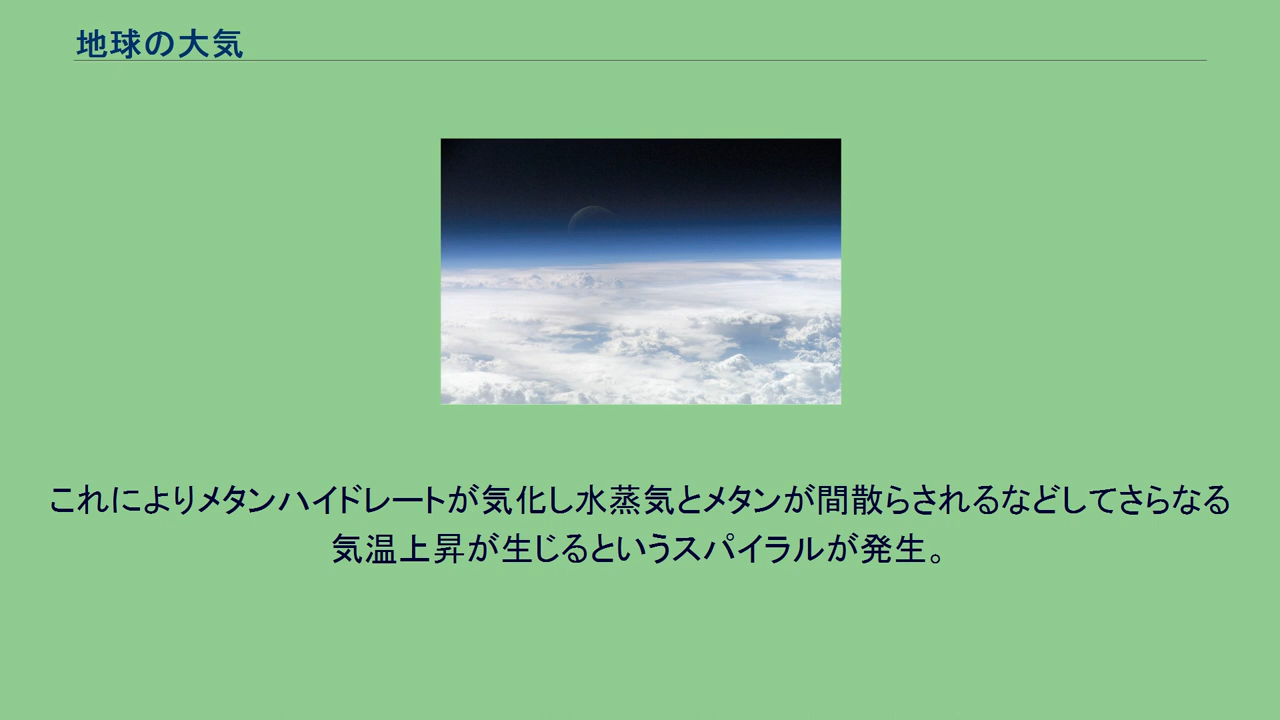 地球の大気
これによりメタンハイドレートが気化し水蒸気とメタンが間散らされるなどしてさらなる
気温上昇が生じるというスパイラルが発生。